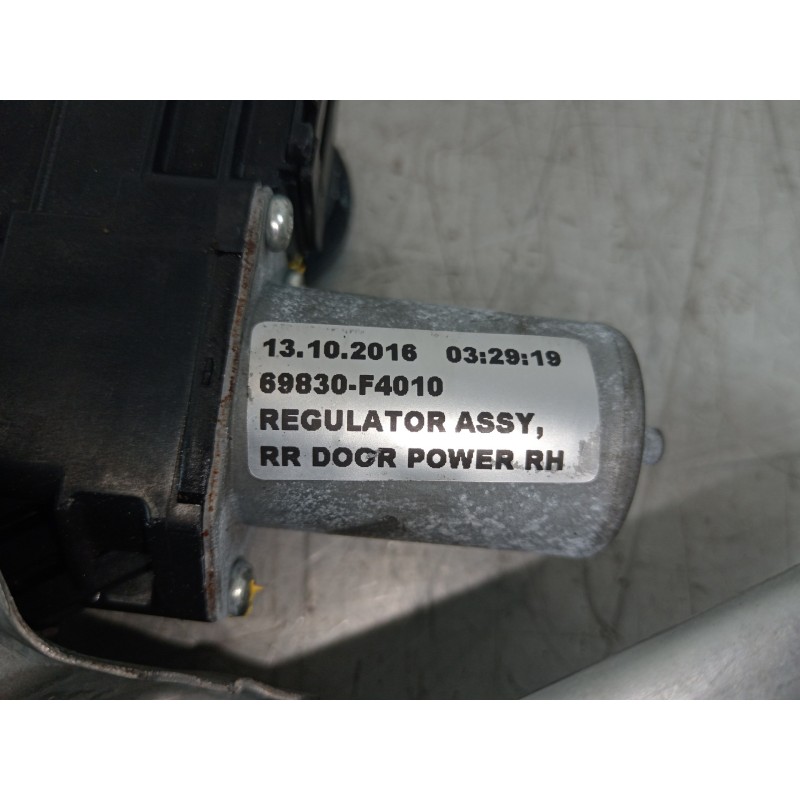 13.10.2016 03:29:19
69830-F4010
REGULATOR ASSY,
RR DOOR POWER RH